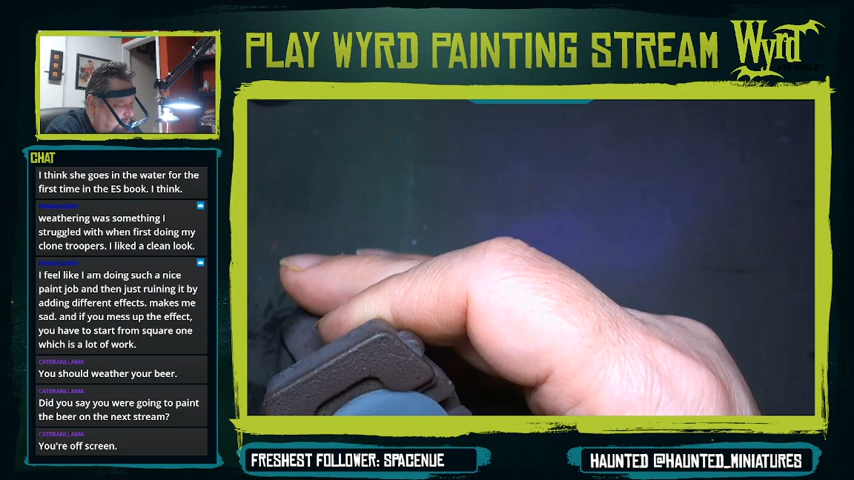 PLAY WYRD PAINTING STREAM
Wyrd
CHAT
I think she goes in the water for the
first time in the ES book. I think.
weathering was something I
struggled with when first doing my
clone troopers. I liked a clean look.
I feel like I am doing such a nice
paint job and then just ruining it by
adding different effects. makes me
sad. and if you mess up the effect,
you have to start from square one
which is a lot of work.
CATERANLLAMA
You should weather your beer.
CATERANLLAMA
Did you say you were going to paint
the beer on the next stream?
CATERANLLAMA
You're off screen.
FRESHEST FOLLOWER: SPACENUE
HAUNTED @HAUNTED_MINIATURES